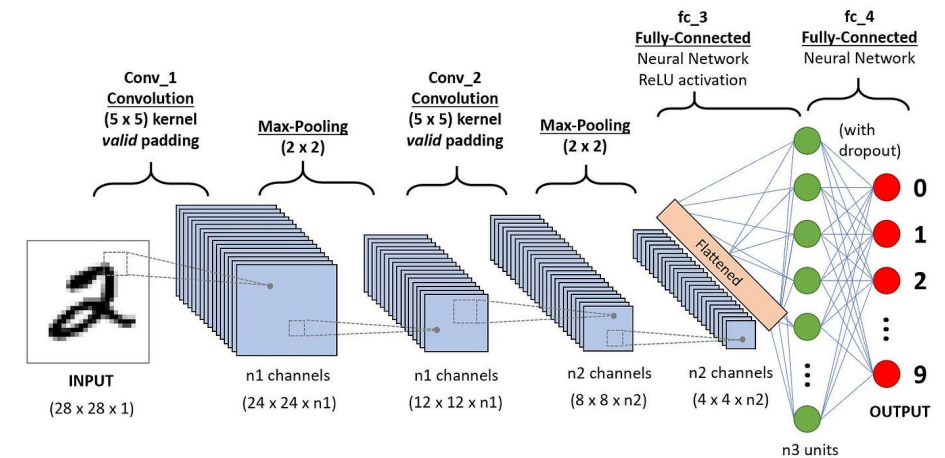 fc_3
Fully-Connected
Neural Network
ReLU activation
fc_4
Fully-Connected
Neural Network
Conv_1
Convolution
(5 x 5) kernel
valid padding
Max-Pooling
(2 x 2)
Conv_2
Convolution
(5 x 5) kernel
valid padding
Max-Pooling
(2 x 2)
(with
dropout)
2
Flattened
0
1
2
9
INPUT
(28 x 28 x 1)
n1 channels
(24 x 24 x n1)
n1 channels
(12 x 12 x n1)
n2 channels
(8 x 8 x n2)
n2 channels
(4 x 4 x n2)
OUTPUT
n3 units